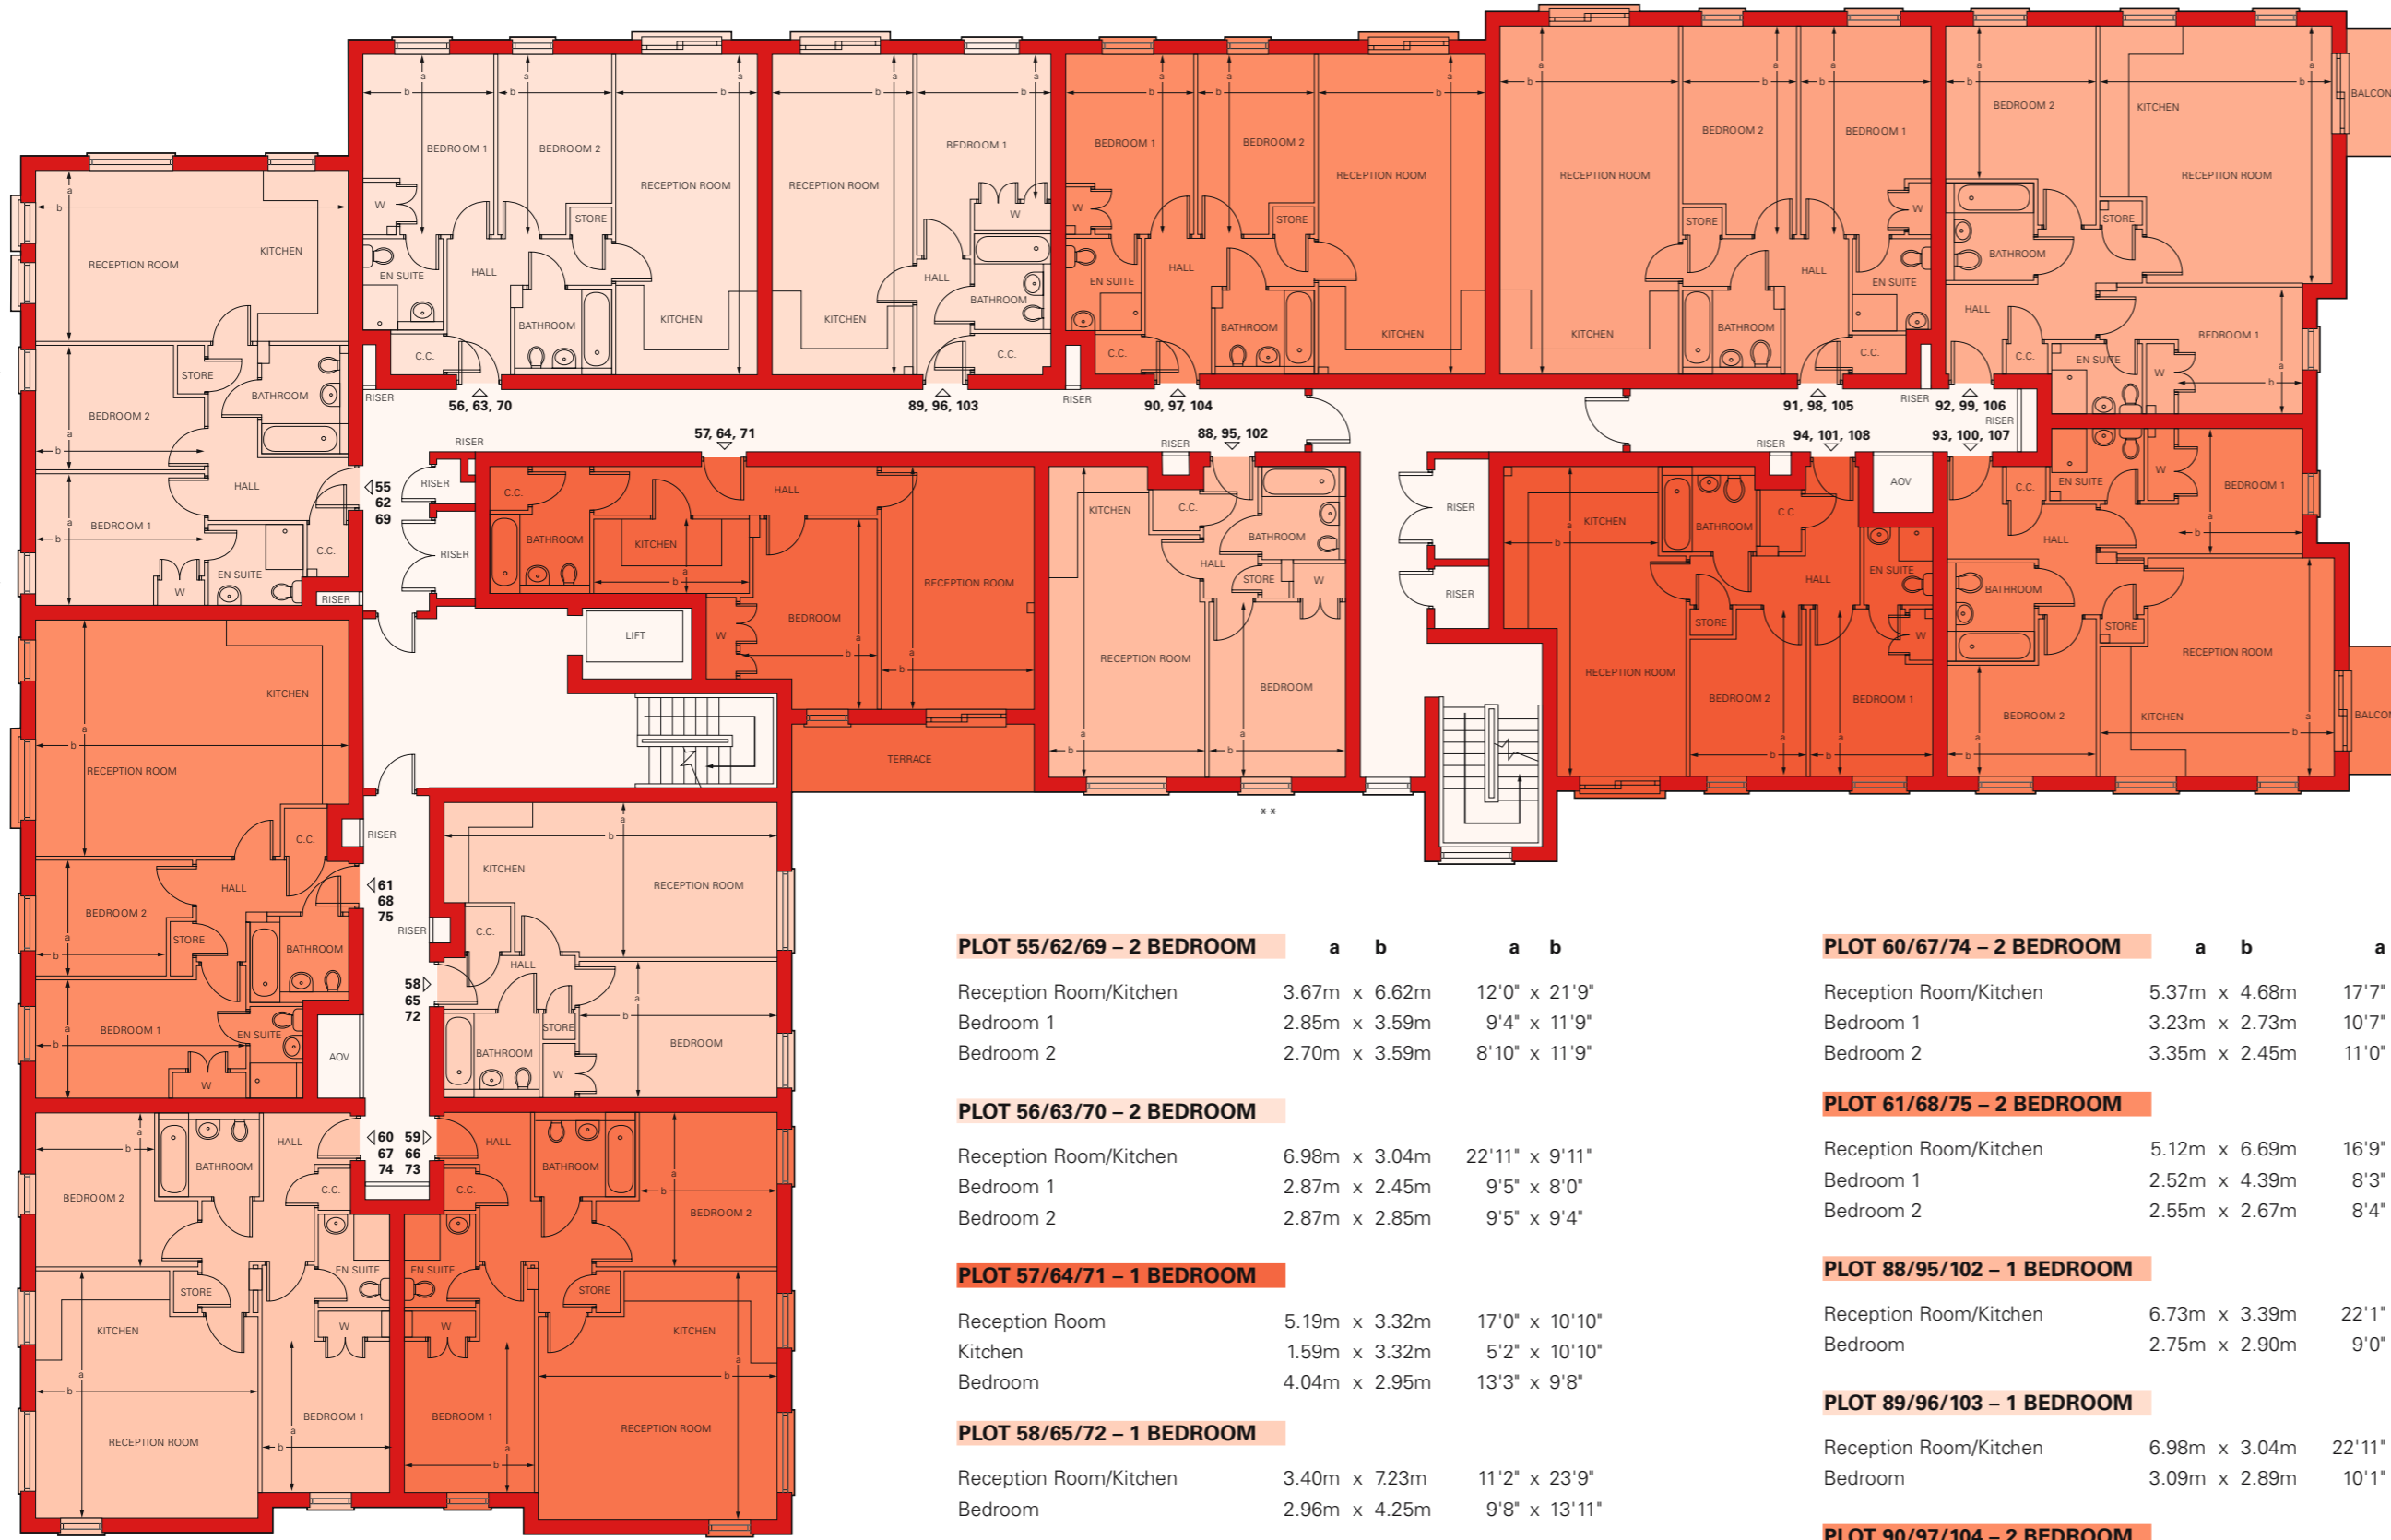 BEDROOM 1
BEDROOM 2
RECEPTION ROOM
W
STORE
EN SUITE
HALL
BATHROOM
KITCHEN
C.C.
56, 63, 70
RECEPTION ROOM
BEDROOM 1
W
HALL
KITCHEN
BATHROOM
C.C.
89, 96, 103
BEDROOM 1
BEDROOM 2
RECEPTION ROOM
W
STORE
EN SUITE
HALL
BATHROOM
KITCHEN
C.C.
90, 97, 104
RECEPTION ROOM
BEDROOM 2
BEDROOM 1
STORE
W
HALL
EN SUITE
KITCHEN
BATHROOM
C.C.
91, 98, 105
BEDROOM 2
KITCHEN
BALCON
RECEPTION ROOM
STORE
BATHROOM
HALL
BEDROOM 1
C.C.
EN SUITE
W
92, 99, 106
RECEPTION ROOM
KITCHEN
STORE
BATHROOM
BEDROOM 2
HALL
BEDROOM 1
C.C.
EN SUITE
W
55
62
69
RISER
RISER
RISER
RISER
RISER
RISER
RISER
RISER
RISER
RISER
57, 64, 71
C.C.
HALL
BATHROOM
KITCHEN
RECEPTION ROOM
BEDROOM
W
LIFT
TERRACE
88, 95, 102
KITCHEN
C.C.
BATHROOM
HALL
STORE
W
RECEPTION ROOM
BEDROOM
**
RISER
RISER
94, 101, 108
AOV
KITCHEN
BATHROOM
C.C.
HALL
EN SUITE
STORE
W
RECEPTION ROOM
BEDROOM 2
BEDROOM 1
93, 100, 107
C.C.
EN SUITE
W
BEDROOM 1
HALL
BATHROOM
STORE
RECEPTION ROOM
BEDROOM 2
KITCHEN
BALCON
KITCHEN
RECEPTION ROOM
C.C.
HALL
BEDROOM 2
STORE
BATHROOM
BEDROOM 1
EN SUITE
W
61
68
75
RISER
RISER
AOV
KITCHEN
RECEPTION ROOM
C.C.
HALL
STORE
BATHROOM
BEDROOM
W
58
65
72
60 59
67 66
74 73
HALL
BATHROOM
BEDROOM 2
C.C.
EN SUITE
STORE
KITCHEN
W
BEDROOM 1
RECEPTION ROOM
HALL
BATHROOM
C.C.
BEDROOM 2
EN SUITE
STORE
W
KITCHEN
BEDROOM 1
RECEPTION ROOM
PLOT 55/62/69 – 2 BEDROOM a b a b
Reception Room/Kitchen 3.67m x 6.62m 12'0" x 21'9"
Bedroom 1 2.85m x 3.59m 9'4" x 11'9"
Bedroom 2 2.70m x 3.59m 8'10" x 11'9"
PLOT 56/63/70 – 2 BEDROOM
Reception Room/Kitchen 6.98m x 3.04m 22'11" x 9'11"
Bedroom 1 2.87m x 2.45m 9'5" x 8'0"
Bedroom 2 2.87m x 2.85m 9'5" x 9'4"
PLOT 57/64/71 – 1 BEDROOM
Reception Room 5.19m x 3.32m 17'0" x 10'10"
Kitchen 1.59m x 3.32m 5'2" x 10'10"
Bedroom 4.04m x 2.95m 13'3" x 9'8"
PLOT 58/65/72 – 1 BEDROOM
Reception Room/Kitchen 3.40m x 7.23m 11'2" x 23'9"
Bedroom 2.96m x 4.25m 9'8" x 13'11"
PLOT 60/67/74 – 2 BEDROOM a b a
Reception Room/Kitchen 5.37m x 4.68m 17'7"
Bedroom 1 3.23m x 2.73m 10'7"
Bedroom 2 3.35m x 2.45m 11'0"
PLOT 61/68/75 – 2 BEDROOM
Reception Room/Kitchen 5.12m x 6.69m 16'9"
Bedroom 1 2.52m x 4.39m 8'3"
Bedroom 2 2.55m x 2.67m 8'4"
PLOT 88/95/102 – 1 BEDROOM
Reception Room/Kitchen 6.73m x 3.39m 22'1"
Bedroom 2.75m x 2.90m 9'0"
PLOT 89/96/103 – 1 BEDROOM
Reception Room/Kitchen 6.98m x 3.04m 22'11"
Bedroom 3.09m x 2.89m 10'1"
PLOT 90/97/104 – 2 BEDROOM